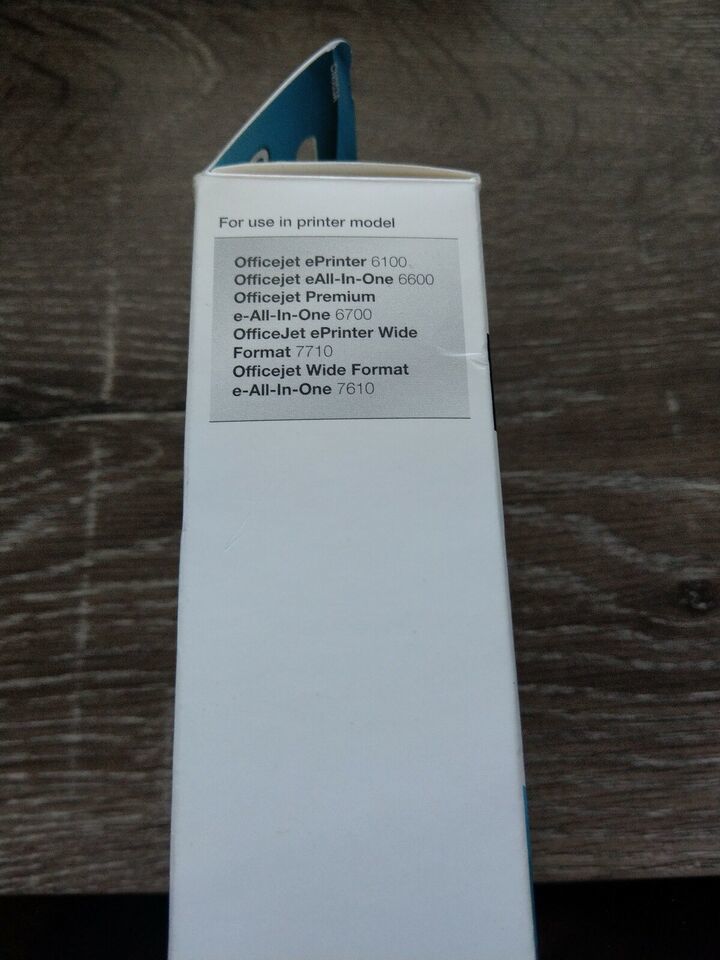 For use in printer model
Officejet ePrinter 6100
Officejet eAll-In-One 6600
Officejet Premium
e-All-In-One 6700
OfficeJet ePrinter Wide
Format 7710
Officejet Wide Format
e-All-In-One 7610